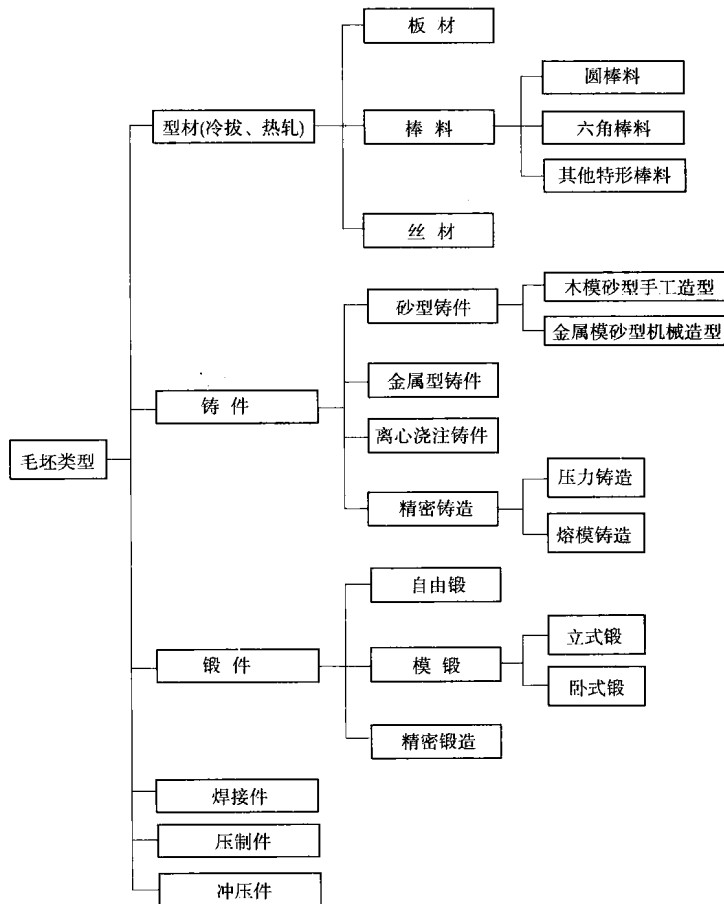 毛坯类型
型材(冷拔、热轧)
板材
棒料
圆棒料
六角棒料
其他特形棒料
丝材
铸件
砂型铸件
木模砂型手工造型
金属模砂型机械造型
金属型铸件
离心浇注铸件
精密铸造
压力铸造
熔模铸造
锻件
自由锻
模锻
立式锻
卧式锻
精密锻造
焊接件
压制件
冲压件